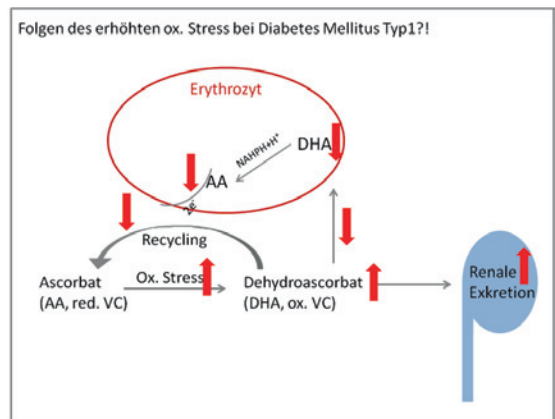 Folgen des erhöhten ox. Stress bei Diabetes Mellitus Typ1?!
Erythrozyt
NAHPH+H⁺
DHA
AA
2e⁻
Recycling
Ascorbat
(AA, red. VC)
Ox. Stress
Dehydroascorbat
(DHA, ox. VC)
Renale
Exkretion